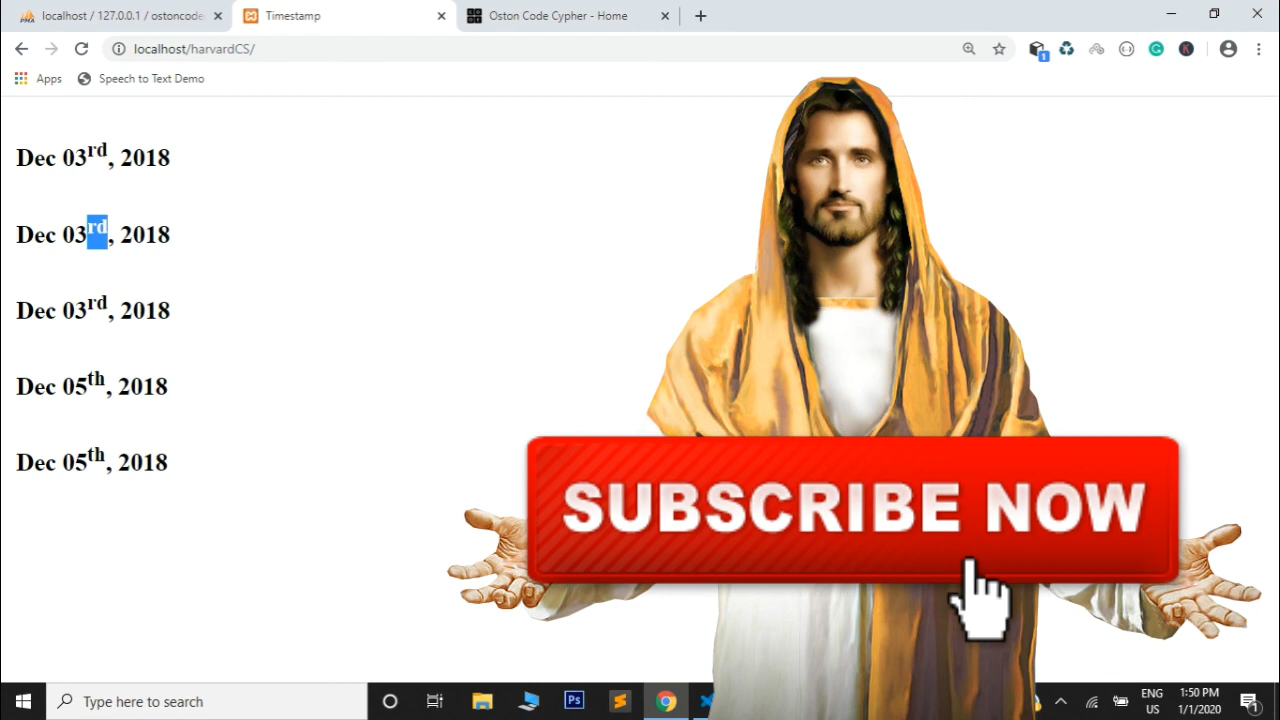 localhost / 127.0.0.1 / ostoncode
Timestamp
Oston Code Cypher - Home
localhost/harvardCS/
Apps
Speech to Text Demo
Dec 03rd, 2018
Dec 03rd, 2018
Dec 03rd, 2018
Dec 05th, 2018
Dec 05th, 2018
SUBSCRIBE NOW
Type here to search
Ps
ENG
US
1:50 PM
1/1/2020